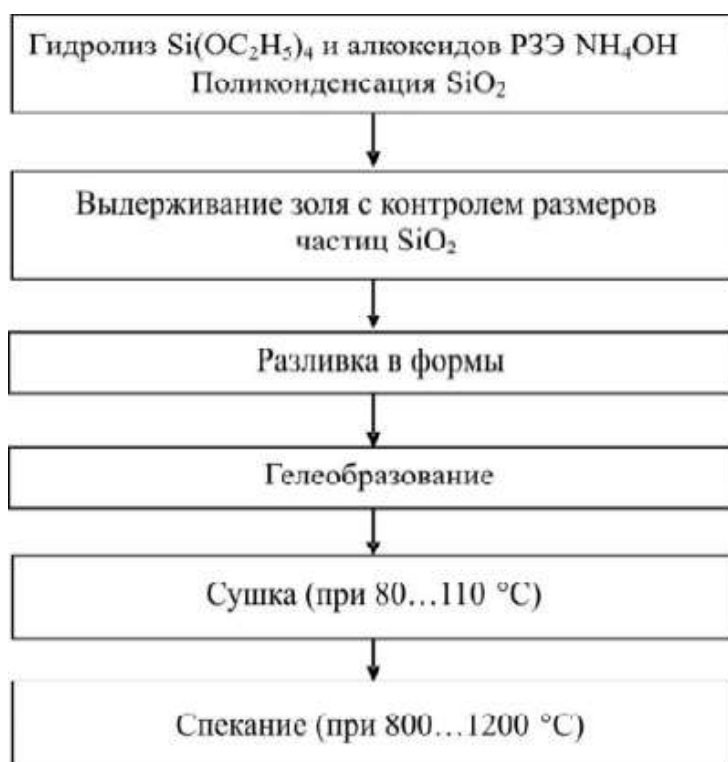 Гидролиз Si(OC₂H₅)₄ и алкоксидов РЗЭ NH₄OH
Поликонденсация SiO₂
Выдерживание золя с контролем размеров
частиц SiO₂
Разливка в формы
Гелеобразование
Сушка (при 80…110 °C)
Спекание (при 800…1200 °C)